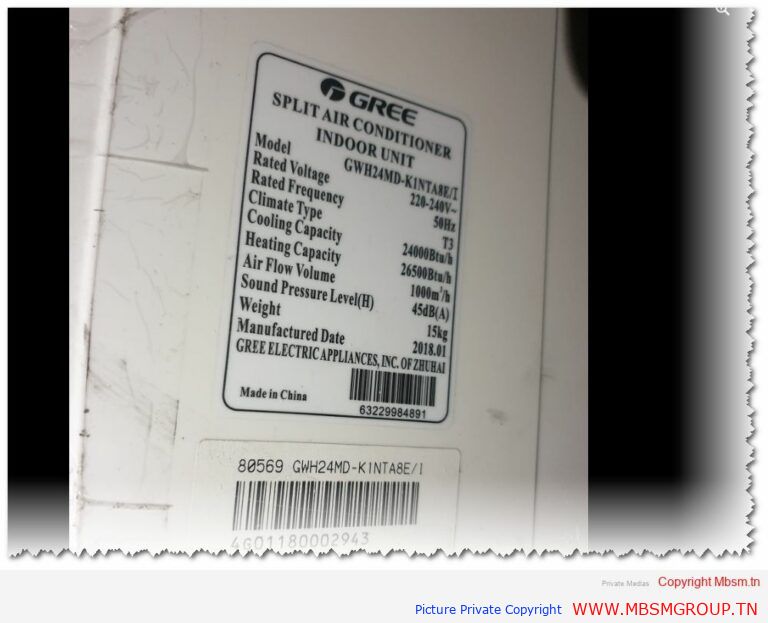 GREE
SPLIT AIR CONDITIONER
INDOOR UNIT
Model GWH24MD-K1NTA8E/I
Rated Voltage 220-240V~
Rated Frequency 50Hz
Climate Type T3
Cooling Capacity 24000Btu/h
Heating Capacity 26500Btu/h
Air Flow Volume 1000m³/h
Sound Pressure Level(H) 45dB(A)
Weight 15kg
Manufactured Date 2018.01
GREE ELECTRIC APPLIANCES, INC. OF ZHUHAI
Made in China
63229984891
80569 GWH24MD-K1NTA8E/I
4G01180002943
Private Medias Copyright Mbsm.tn
Picture Private Copyright WWW.MBSMGROUP.TN